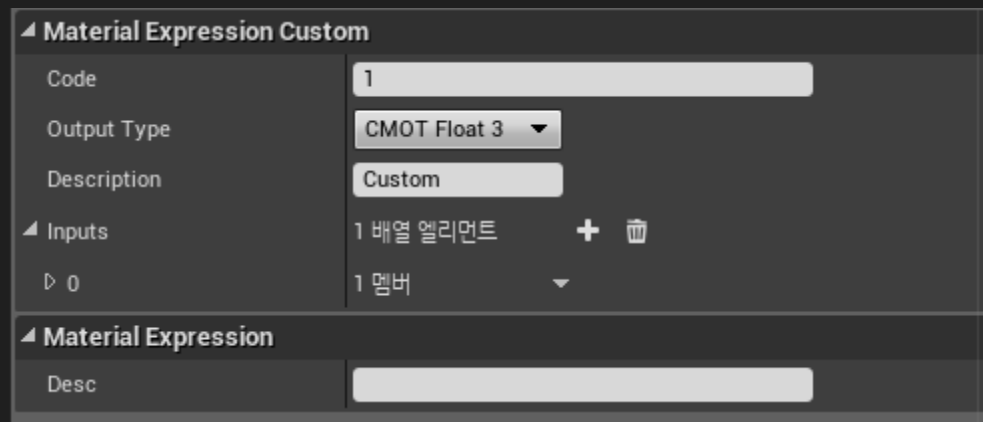 Material Expression Custom
Code 1
Output Type CMOT Float 3
Description Custom
Inputs 1 배열 엘리먼트
0 1 멤버
Material Expression
Desc